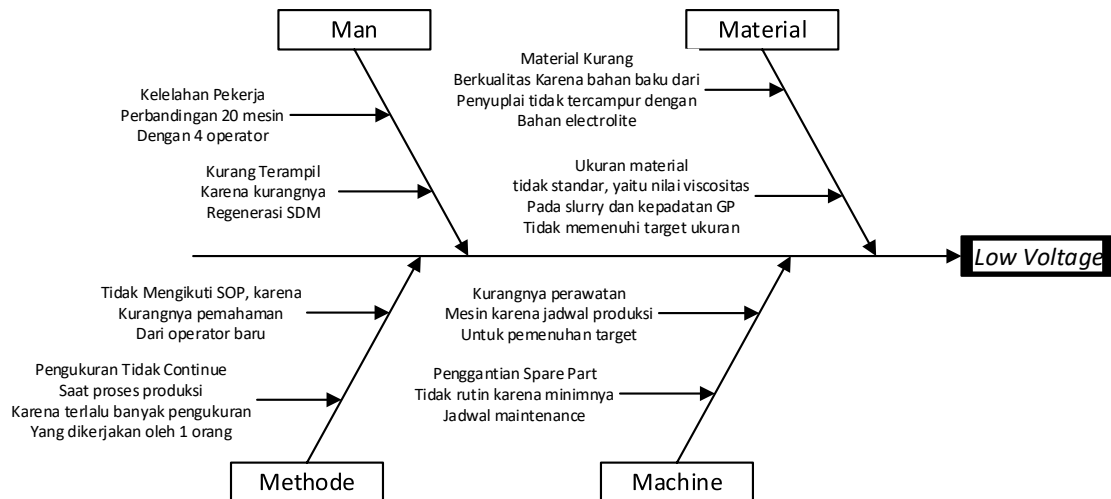 Man
Material
Kelelahan Pekerja
Perbandingan 20 mesin
Dengan 4 operator
Kurang Terampil
Karena kurangnya
Regenerasi SDM
Material Kurang
Berkualitas Karena bahan baku dari
Penyuplai tidak tercampur dengan
Bahan electrolite
Ukuran material
tidak standar, yaitu nilai viscositas
Pada slurry dan kepadatan GP
Tidak memenuhi target ukuran
Low Voltage
Tidak Mengikuti SOP, karena
Kurangnya pemahaman
Dari operator baru
Pengukuran Tidak Continue
Saat proses produksi
Karena terlalu banyak pengukuran
Yang dikerjakan oleh 1 orang
Kurangnya perawatan
Mesin karena jadwal produksi
Untuk pemenuhan target
Penggantian Spare Part
Tidak rutin karena minimnya
Jadwal maintenance
Methode
Machine